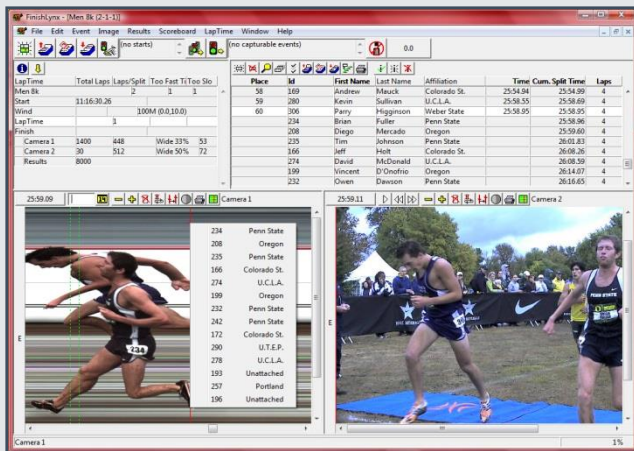 FinishLynx - [Men 8k (2-1-1)]
File Edit Event Image Results Scoreboard LapTime Window Help
(no starts) (no capturable events) 0.0
LapTime Total Laps Laps/Split Too Fast Ti Too Slo
Men 8k 2 1 1
Start 11:16:30.26
Wind 100M (0.0,10.0)
LapTime 1
Finish
Camera 1 1400 448 Wide 33% 53
Camera 2 30 512 Wide 50% 72
Results 8000
Place Id First Name Last Name Affiliation Time Cum. Split Time Laps
58 169 Andrew Mauck Colorado St. 25:54.94 25:54.99 4
59 280 Kevin Sullivan U.C.L.A. 25:58.55 25:58.69 4
60 306 Parry Higginson Weber State 25:58.95 25:58.95 4
234 Brian Fuller Penn State 25:58.96 4
208 Diego Mercado Oregon 25:59.60 4
235 Tim Johnson Penn State 26:01.83 4
166 Jeff Holt Colorado St. 26:08.26 4
274 David McDonald U.C.L.A. 26:08.59 4
199 Vincent D'Onofrio Oregon 26:14.07 4
232 Owen Dawson Penn State 26:16.65 4
25:59.09 Camera 1
234 Penn State
208 Oregon
235 Penn State
166 Colorado St.
274 U.C.L.A.
199 Oregon
232 Penn State
242 Penn State
172 Colorado St.
290 U.T.E.P.
278 U.C.L.A.
193 Unattached
257 Portland
196 Unattached
E
234
25:59.11 Camera 2
E
PENN STATE
Camera 1 1%